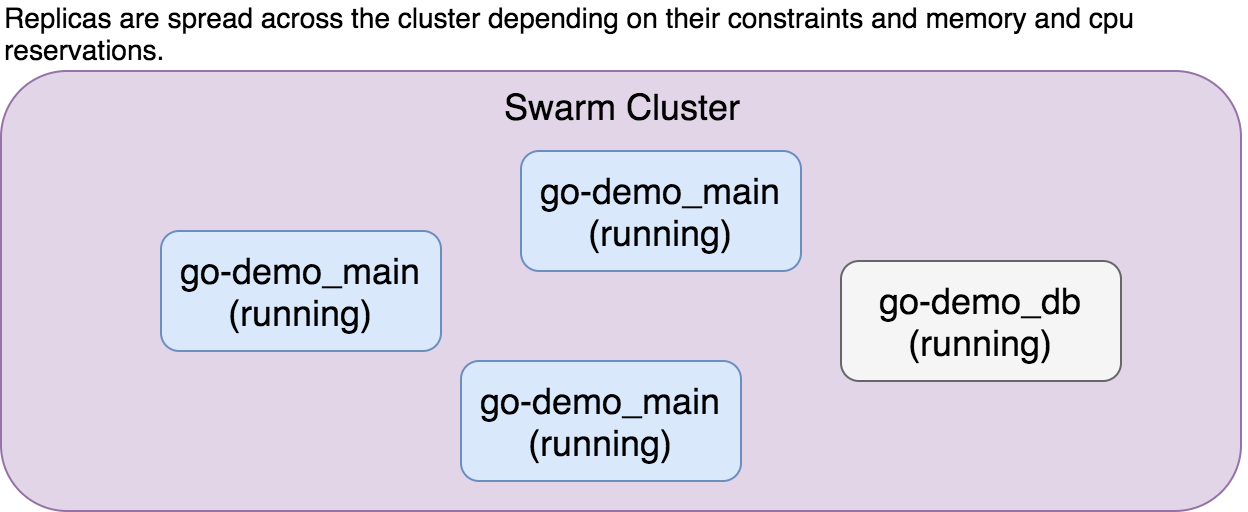 Replicas are spread across the cluster depending on their constraints and memory and cpu
reservations.
Swarm Cluster
go-demo_main
(running)
go-demo_main
(running)
go-demo_db
(running)
go-demo_main
(running)